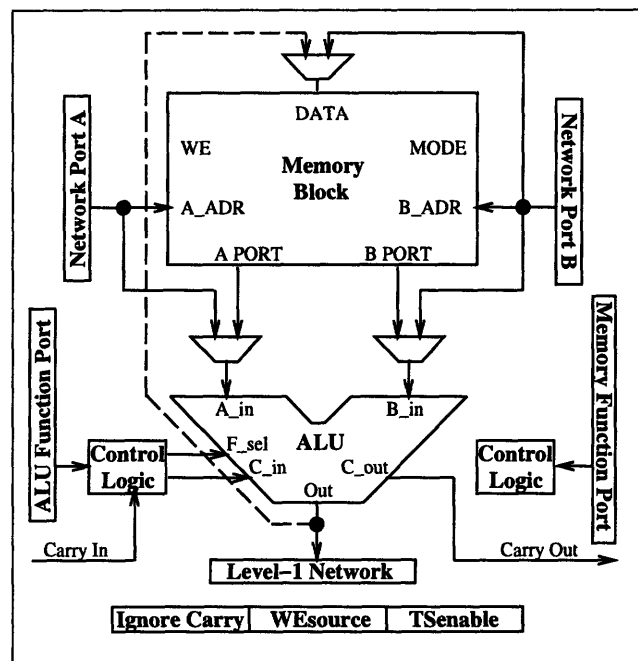 DATA
WE
MODE
Memory
Block
A_ADR
B_ADR
A PORT
B PORT
Network Port A
Network Port B
ALU Function Port
Memory Function Port
A_in
B_in
F_sel
ALU
C_in
C_out
Out
Control
Logic
Control
Logic
Carry In
Carry Out
Level-1 Network
Ignore Carry
WEsource
TSenable